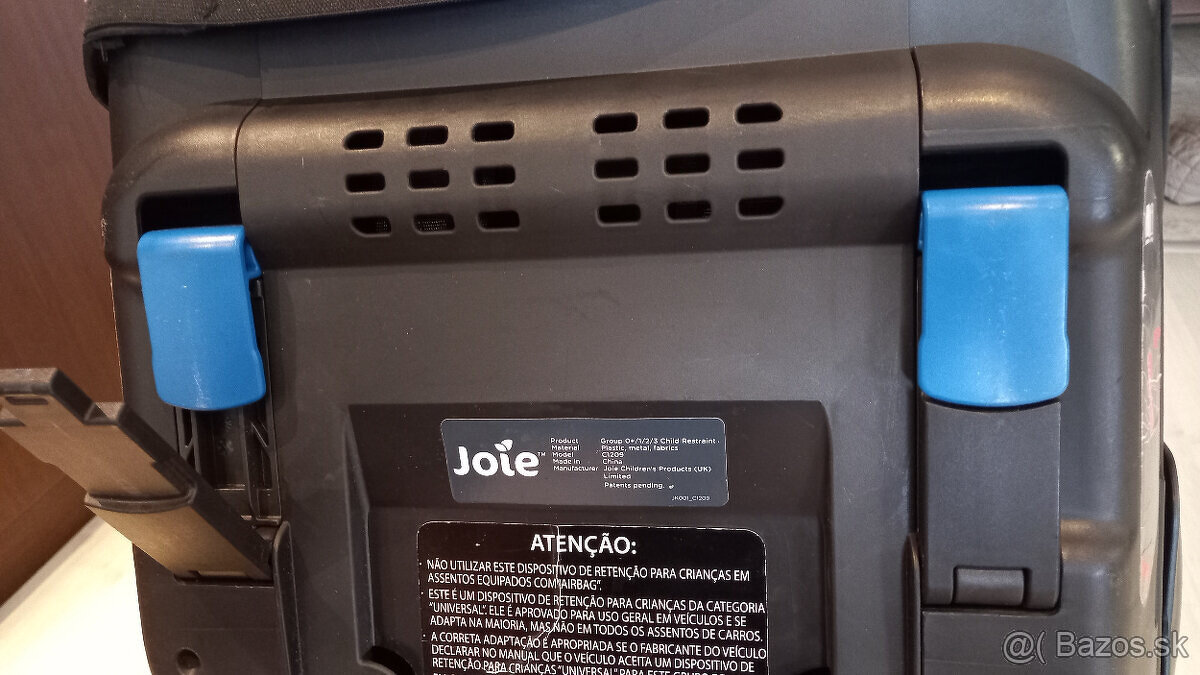 Joie™
Product Group 0+/1/2/3 Child Restraint
Material Plastic, metal, fabrics
Model C1209
Made in China
Manufacturer Joie Children's Products (UK)
Limited
Patents pending.
JK001_C1209
ATENÇÃO:
NÃO UTILIZAR ESTE DISPOSITIVO DE RETENÇÃO PARA CRIANÇAS EM
ASSENTOS EQUIPADOS COM "AIRBAG".
ESTE É UM DISPOSITIVO DE RETENÇÃO PARA CRIANÇAS DA CATEGORIA
"UNIVERSAL". ELE É APROVADO PARA USO GERAL EM VEÍCULOS E SE
ADAPTA NA MAIORIA, MAS NÃO EM TODOS OS ASSENTOS DE CARROS.
A CORRETA ADAPTAÇÃO É APROPRIADA SE O FABRICANTE DO VEÍCULO
DECLARAR NO MANUAL QUE O VEÍCULO ACEITA UM DISPOSITIVO DE
RETENÇÃO PARA CRIANÇAS "UNIVERSAL" PARA ESTE
Bazos.sk